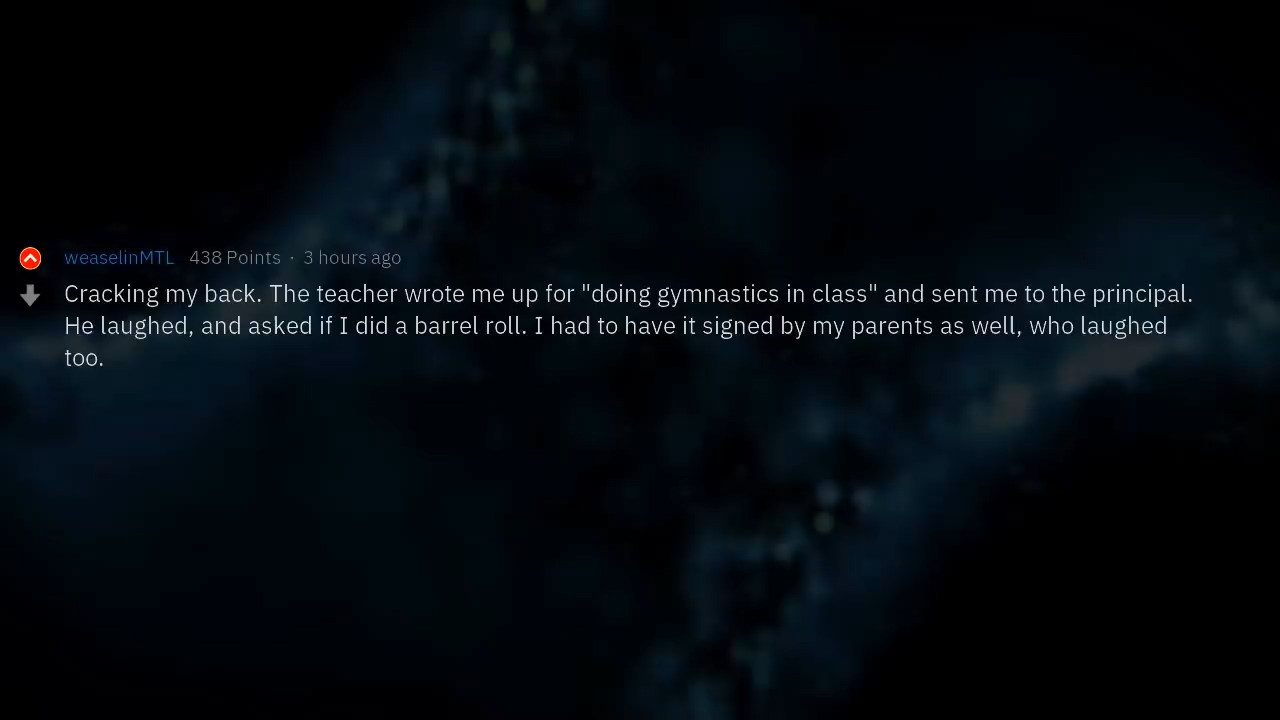 weaselinMTL 438 Points · 3 hours ago
Cracking my back. The teacher wrote me up for "doing gymnastics in class" and sent me to the principal.
He laughed, and asked if I did a barrel roll. I had to have it signed by my parents as well, who laughed
too.